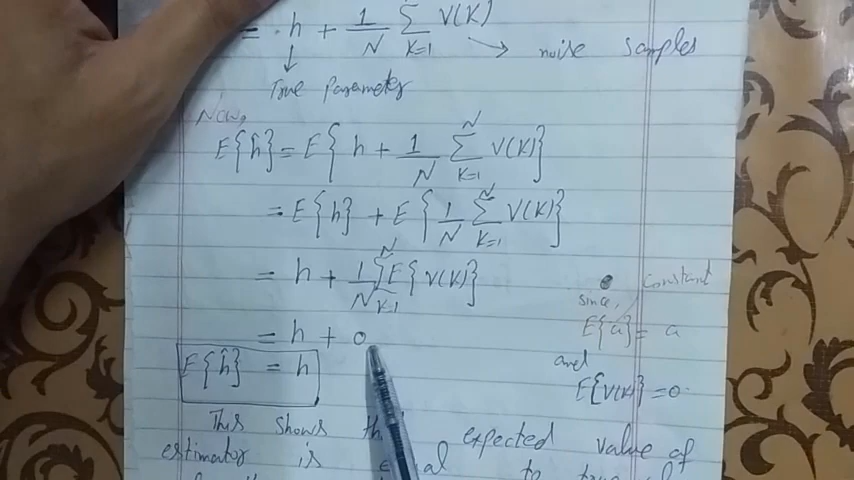 = h + 1/N Σ_{K=1} V(K) → noise samples
↓
True Parameter
Now,
E{ĥ} = E{ h + 1/N Σ_{K=1}^{N} V(K)}
= E{h} + E{ 1/N Σ_{K=1}^{N} V(K)}
= h + 1/N Σ_{K=1}^{N} E{V(K)}
since, constant
= h + 0
E{a} = a
E{ĥ} = h
and
E{V(K)} = 0
This shows expected value of
estimator is to